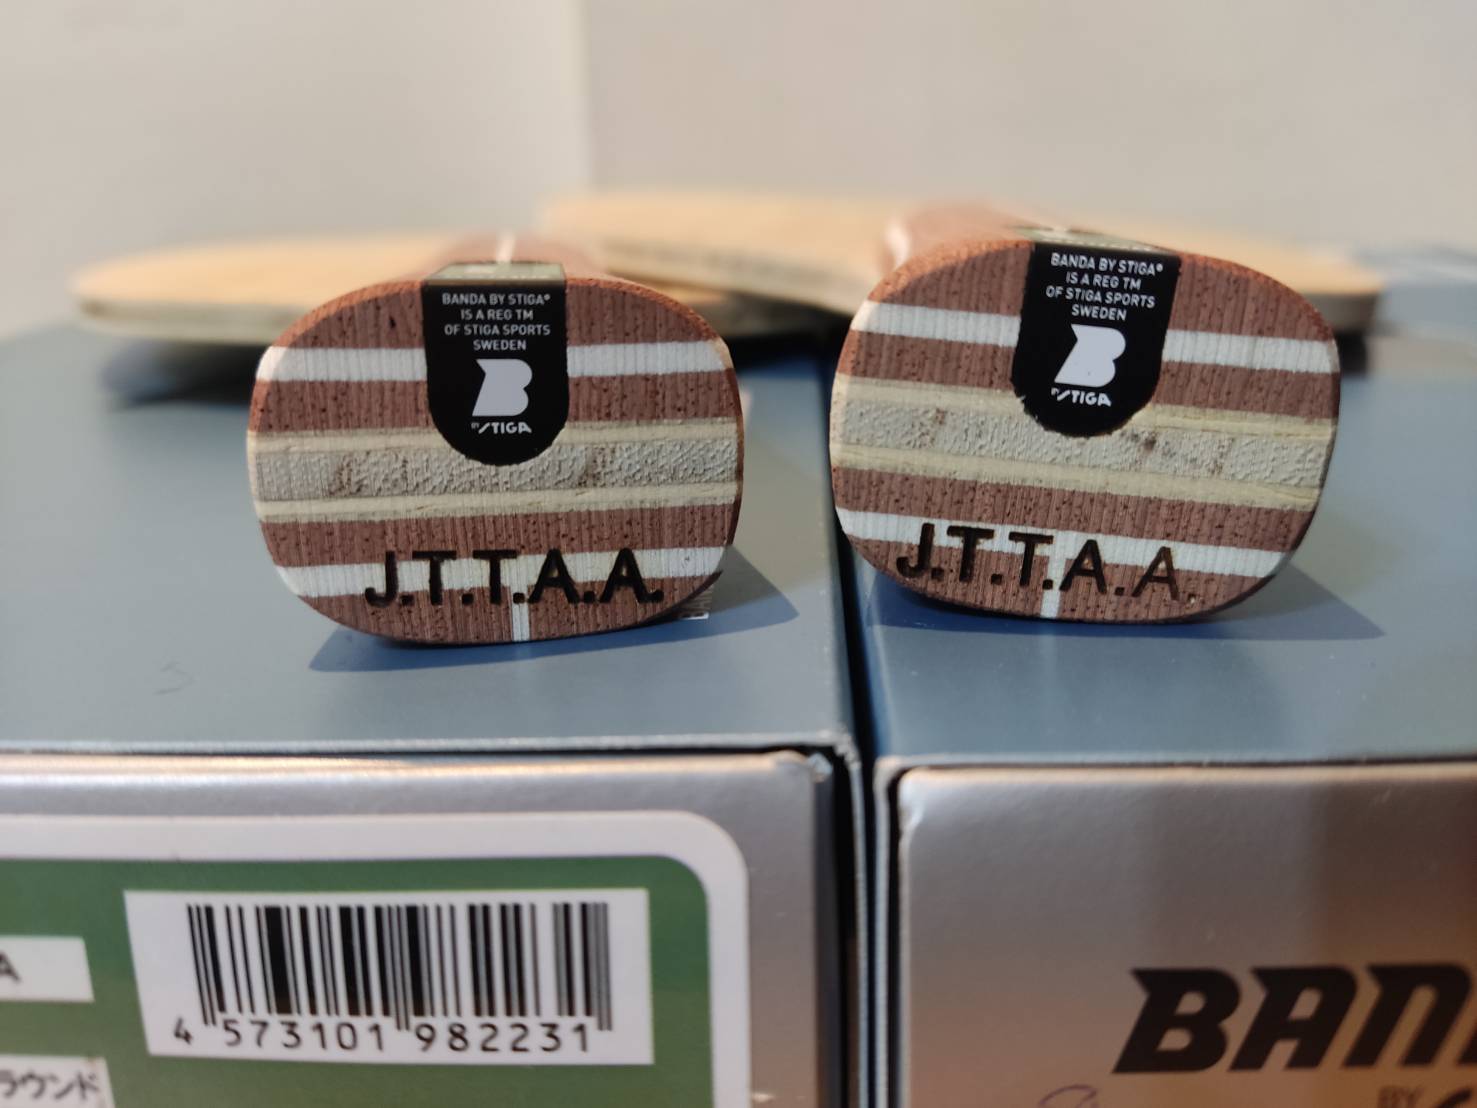 BANDA BY STIGA®
IS A REG TM
OF STIGA SPORTS
SWEDEN
B
BY STIGA
J.T.T.A.A.
BANDA BY STIGA®
IS A REG TM
OF STIGA SPORTS
SWEDEN
B
BY STIGA
J.T.T.A.A.
A
4 573101 982231
ラウンド
BAN
BY